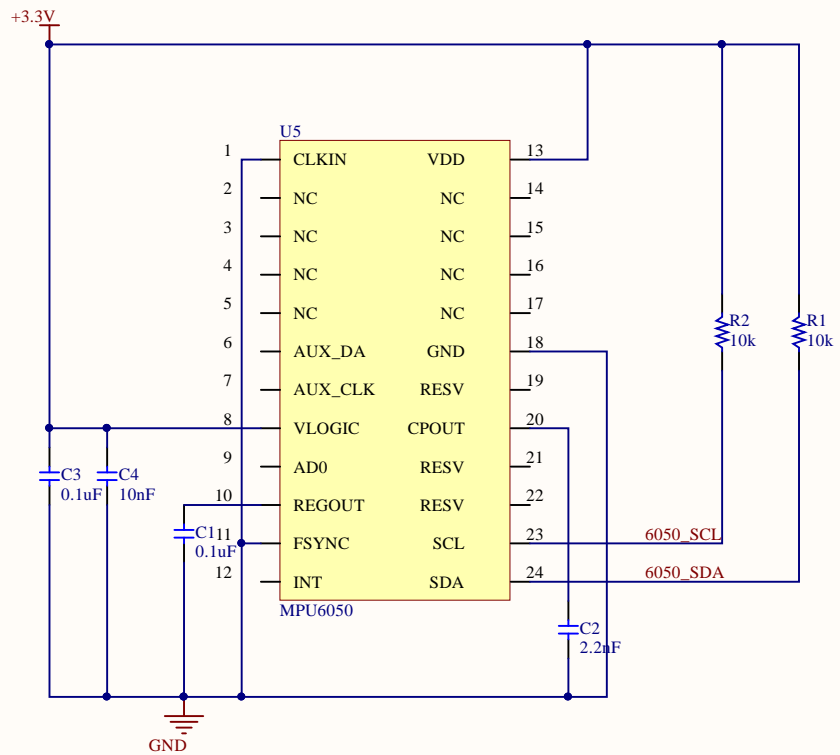 +3.3V
U5
1 CLKIN VDD 13
2 NC NC 14
3 NC NC 15
4 NC NC 16
5 NC NC 17
R2 R1
10k 10k
6 AUX_DA GND 18
7 AUX_CLK RESV 19
8 VLOGIC CPOUT 20
9 AD0 RESV 21
C3 C4
0.1uF 10nF
10 REGOUT RESV 22
C1
11 FSYNC SCL 23 6050_SCL
0.1uF
12 INT SDA 24 6050_SDA
MPU6050
C2
2.2nF
GND